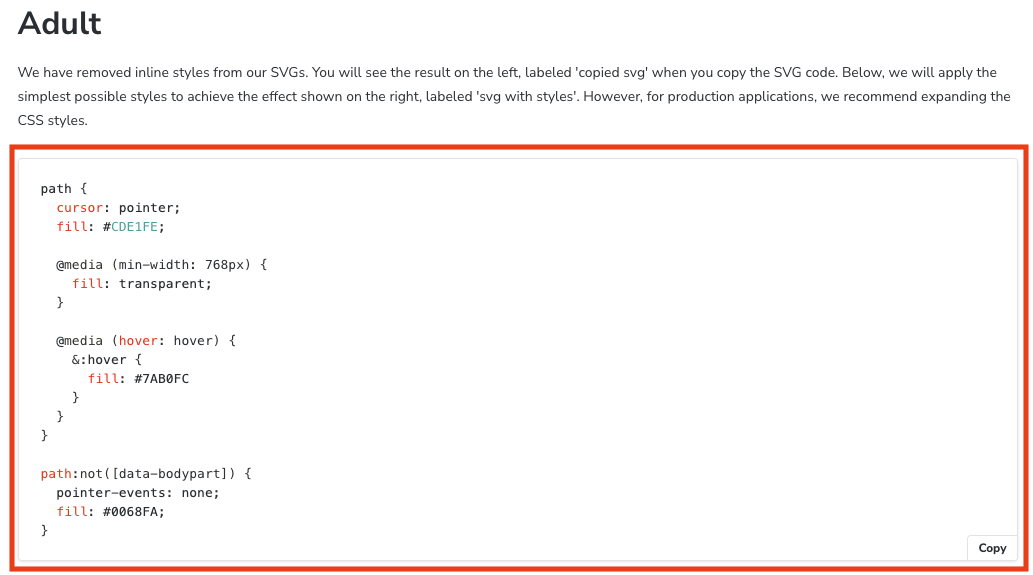 Adult
We have removed inline styles from our SVGs. You will see the result on the left, labeled 'copied svg' when you copy the SVG code. Below, we will apply the
simplest possible styles to achieve the effect shown on the right, labeled 'svg with styles'. However, for production applications, we recommend expanding the
CSS styles.
path {
  cursor: pointer;
  fill: #CDE1FE;

  @media (min-width: 768px) {
    fill: transparent;
  }

  @media (hover: hover) {
    &:hover {
      fill: #7AB0FC
    }
  }
}

path:not([data-bodypart]) {
  pointer-events: none;
  fill: #0068FA;
}
Copy